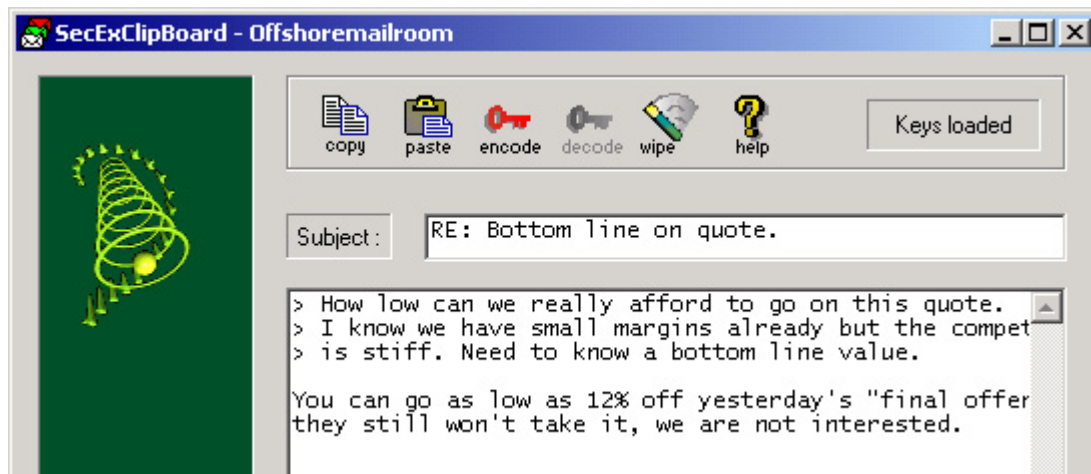 SecExClipBoard - Offshoremailroom
copy paste encode decode wipe help
Keys loaded
Subject :
RE: Bottom line on quote.
> How low can we really afford to go on this quote.
> I know we have small margins already but the compet
> is stiff. Need to know a bottom line value.
You can go as low as 12% off yesterday's "final offer
they still won't take it, we are not interested.